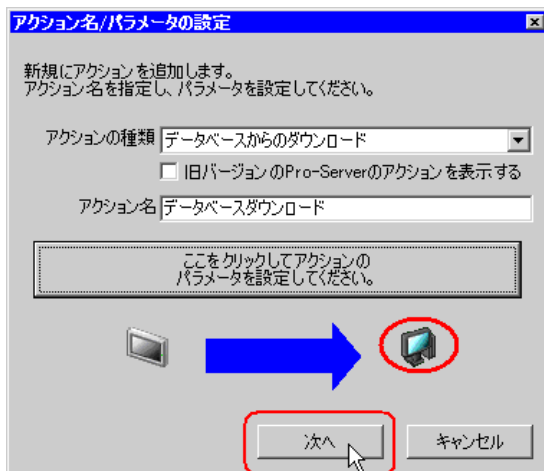 アクション名/パラメータの設定
新規にアクションを追加します。
アクション名を指定し、パラメータを設定してください。
アクションの種類 データベースからのダウンロード
旧バージョンのPro-Serverのアクションを表示する
アクション名 データベースダウンロード
ここをクリックしてアクションの
パラメータを設定してください。
次へ キャンセル